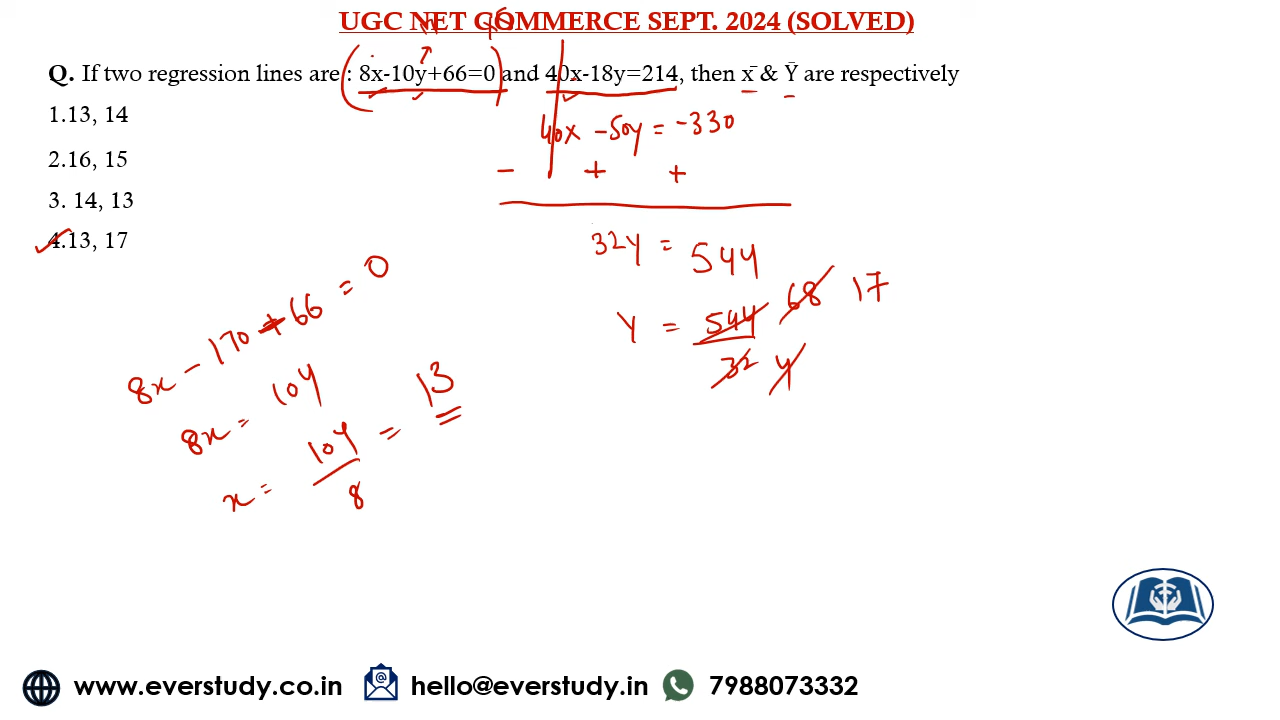 UGC NET COMMERCE SEPT. 2024 (SOLVED)
Q. If two regression lines are : 8x-10y+66=0 and 40x-18y=214, then x̄ & Ȳ are respectively
1.13, 14
2.16, 15
3. 14, 13
4.13, 17
40x -50y = -330
- + +
32y = 544
y = 544/32 68/4 17
8x - 170 + 66 = 0
8x = 104
x = 104/8 = 13
www.everstudy.co.in hello@everstudy.in 7988073332